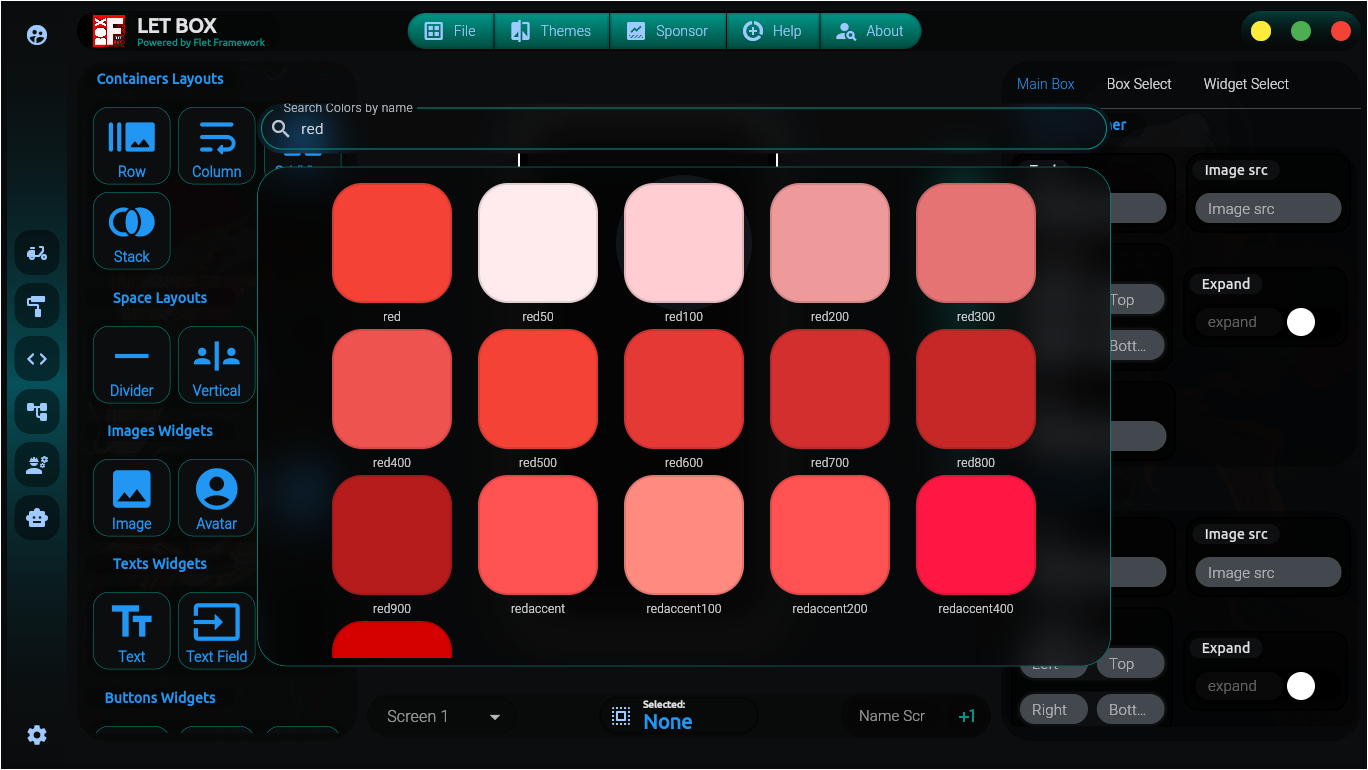 LET BOX
Powered by Flet Framework
File
Themes
Sponsor
Help
About
Containers Layouts
Row
Column
Stack
Space Layouts
Divider
Vertical
Images Widgets
Image
Avatar
Texts Widgets
Text
Text Field
Buttons Widgets
Search Colors by name
red
red
red50
red100
red200
red300
red400
red500
red600
red700
red800
red900
redaccent
redaccent100
redaccent200
redaccent400
Screen 1
Selected:
None
Name Scr
+1
Main Box
Box Select
Widget Select
Image src
Image src
Top
Bott...
Expand
expand
Image src
Image src
Left
Top
Right
Bott...
Expand
expand